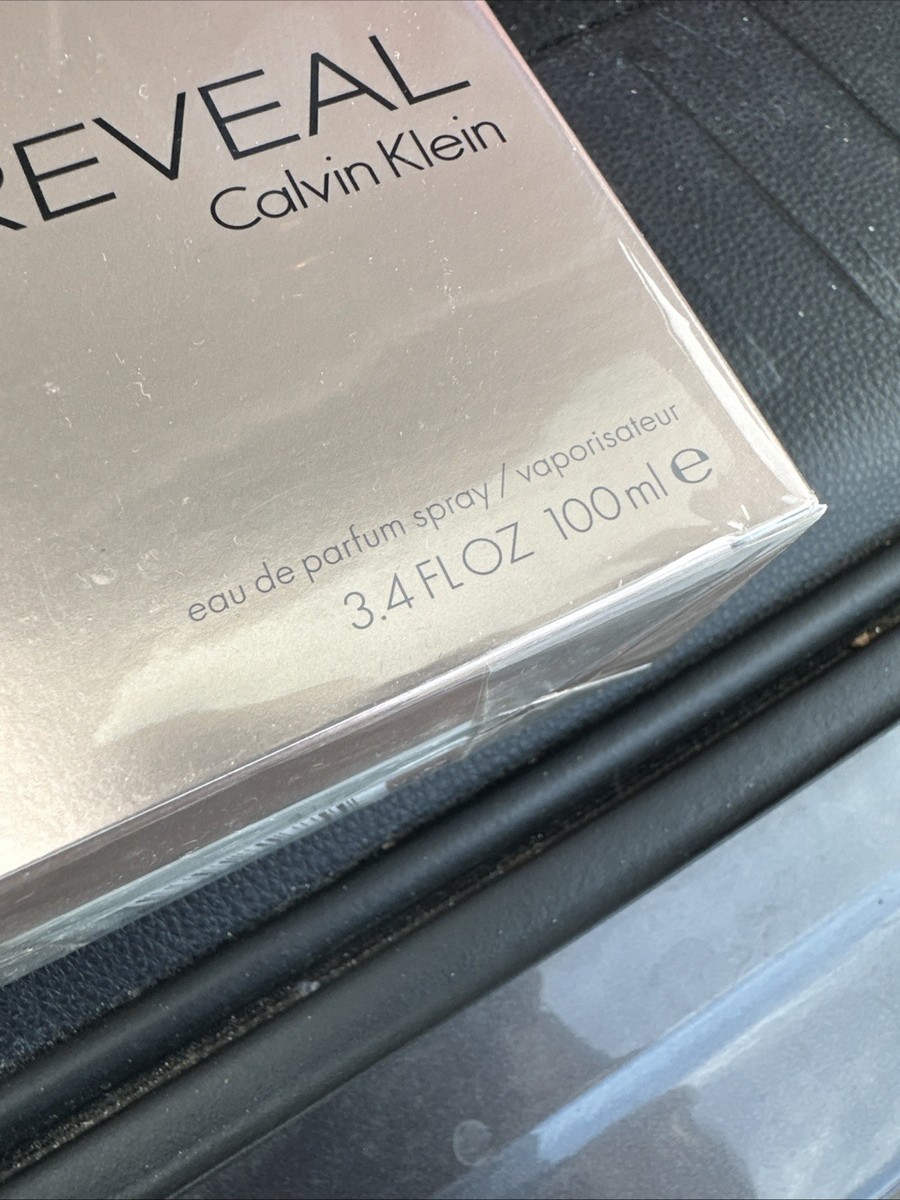 REVEAL
Calvin Klein
eau de parfum spray / vaporisateur
3.4 FL OZ 100 ml ℮